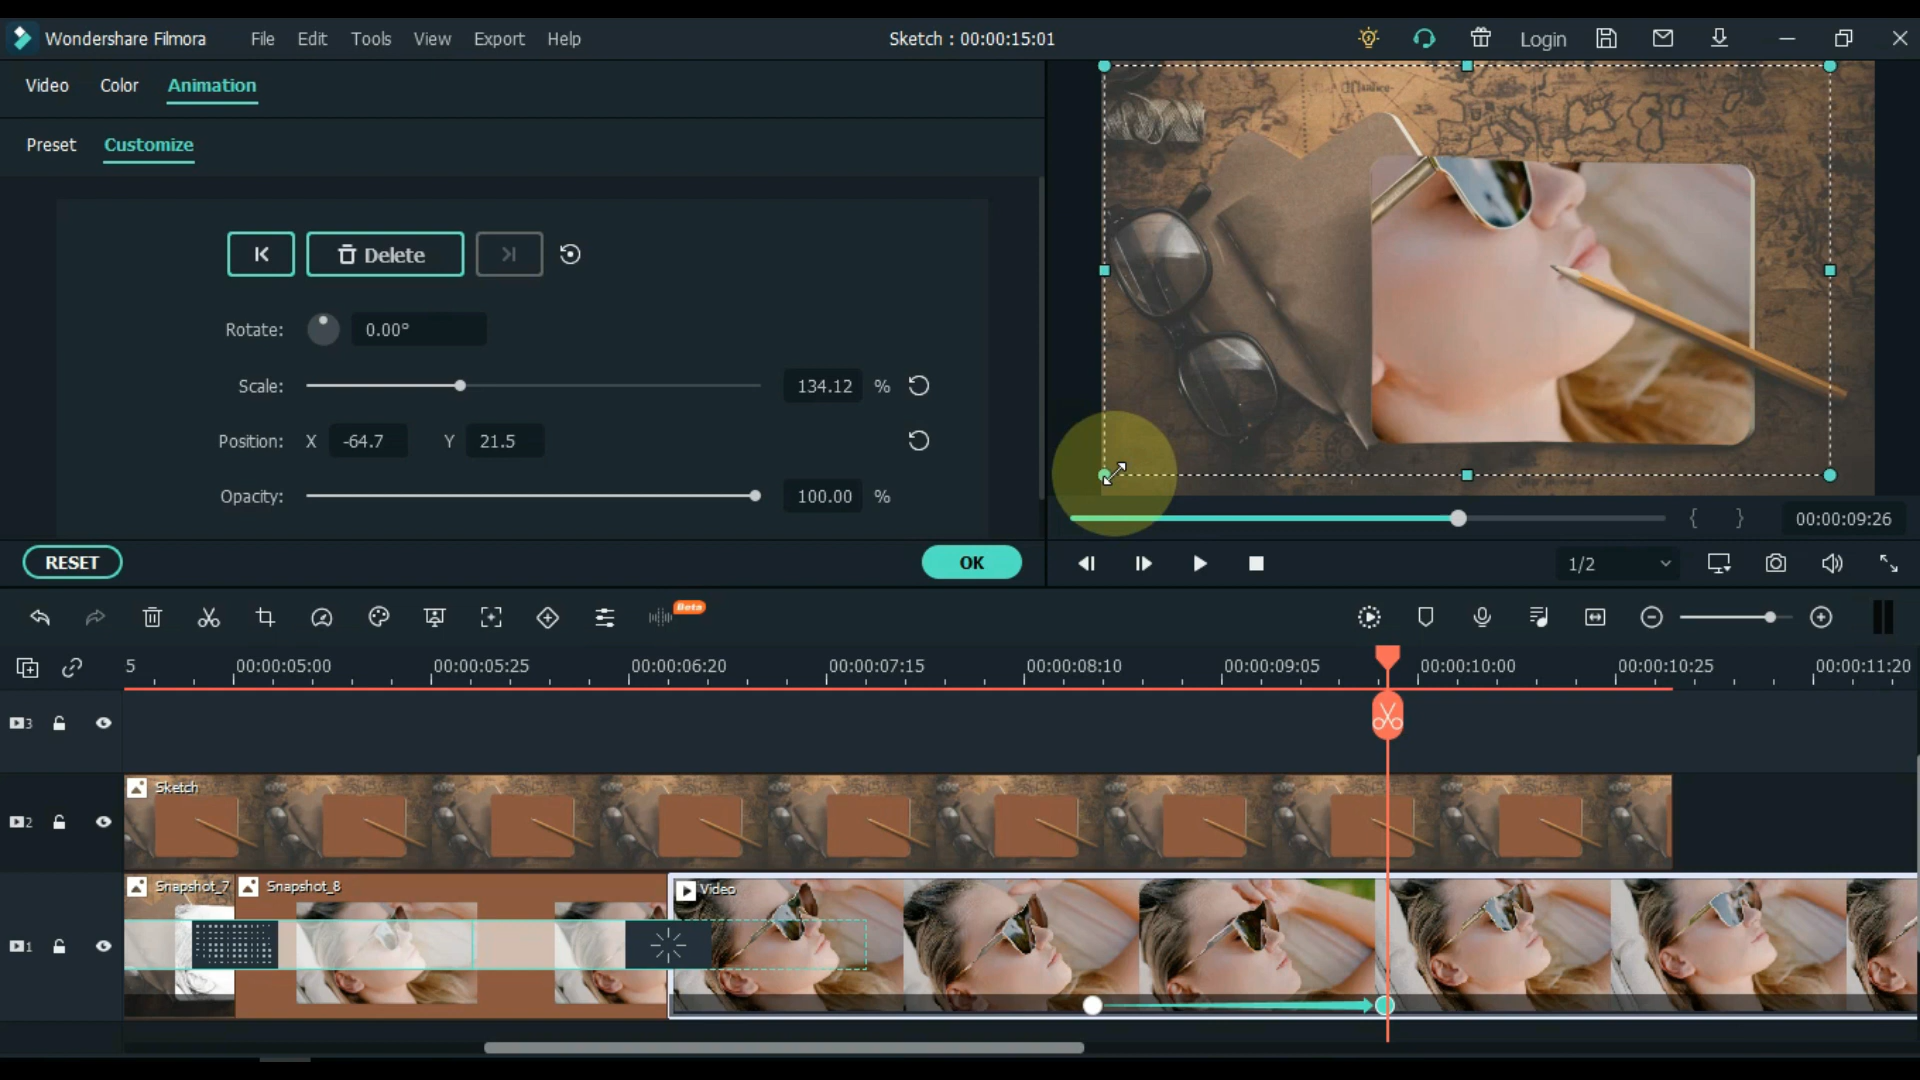 Wondershare Filmora File Edit Tools View Export Help Sketch : 00:00:15:01 Login
Video Color Animation
Preset Customize
Delete
Rotate: 0.00°
Scale: 134.12 %
Position: X -64.7 Y 21.5
Opacity: 100.00 %
{ } 00:00:09:26
RESET OK
1/2
Beta
5 00:00:05:00 00:00:05:25 00:00:06:20 00:00:07:15 00:00:08:10 00:00:09:05 00:00:10:00 00:00:10:25 00:00:11:20
3
Sketch
2
Snapshot_7 Snapshot_8 Video
1